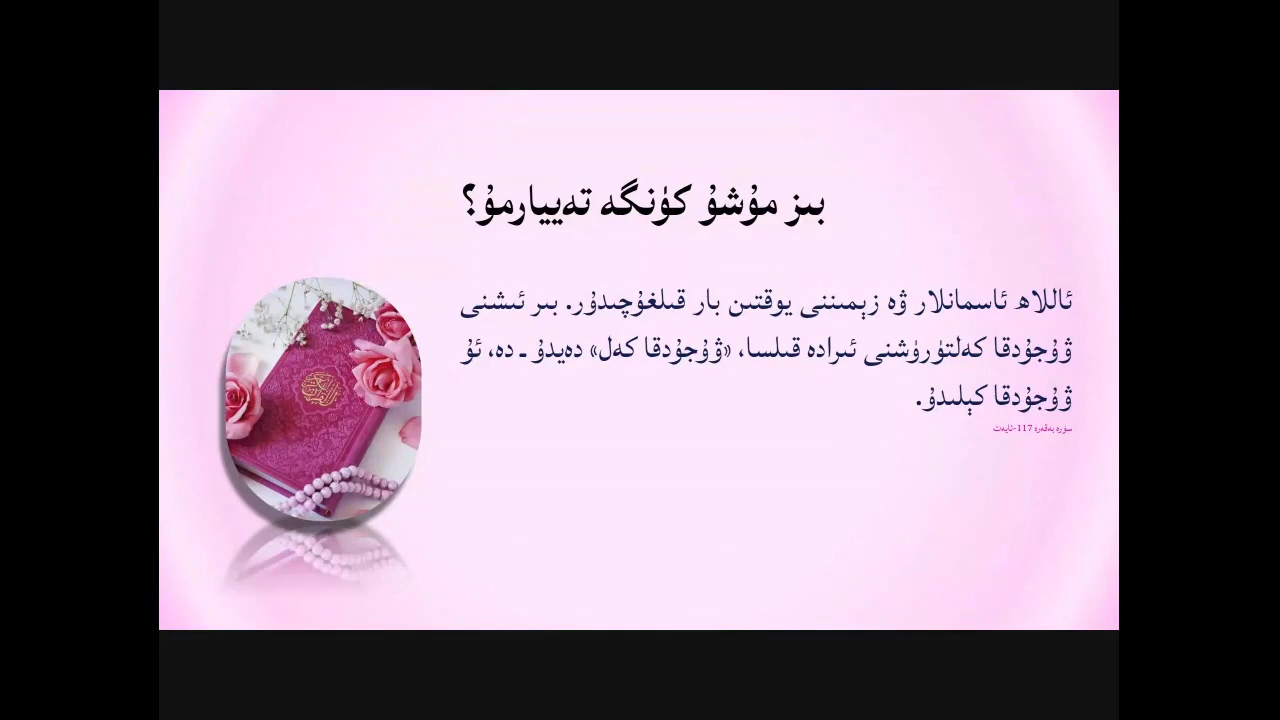 بىز مۇشۇ كۈنگە تەييارمۇ؟
ئاللاھ ئاسمانلار ۋە زېمىننى يوقتىن بار قىلغۇچىدۇر. بىر ئىشنى
ۋۇجۇدقا كەلتۈرۈشنى ئىرادە قىلسا، «ۋۇجۇدقا كەل» دەيدۇ ـ دە، ئۇ
ۋۇجۇدقا كېلىدۇ.
سۈرە بەقەرە 117-ئايەت